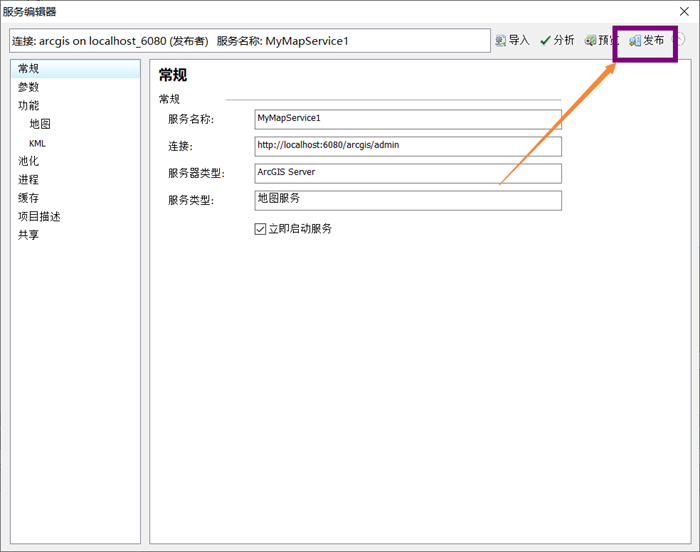 服务编辑器
连接: arcgis on localhost_6080 (发布者) 服务名称: MyMapService1
导入 分析 预览 发布
常规
参数
功能
地图
KML
池化
进程
缓存
项目描述
共享
常规
常规
服务名称: MyMapService1
连接: http://localhost:6080/arcgis/admin
服务器类型: ArcGIS Server
服务类型: 地图服务
立即启动服务